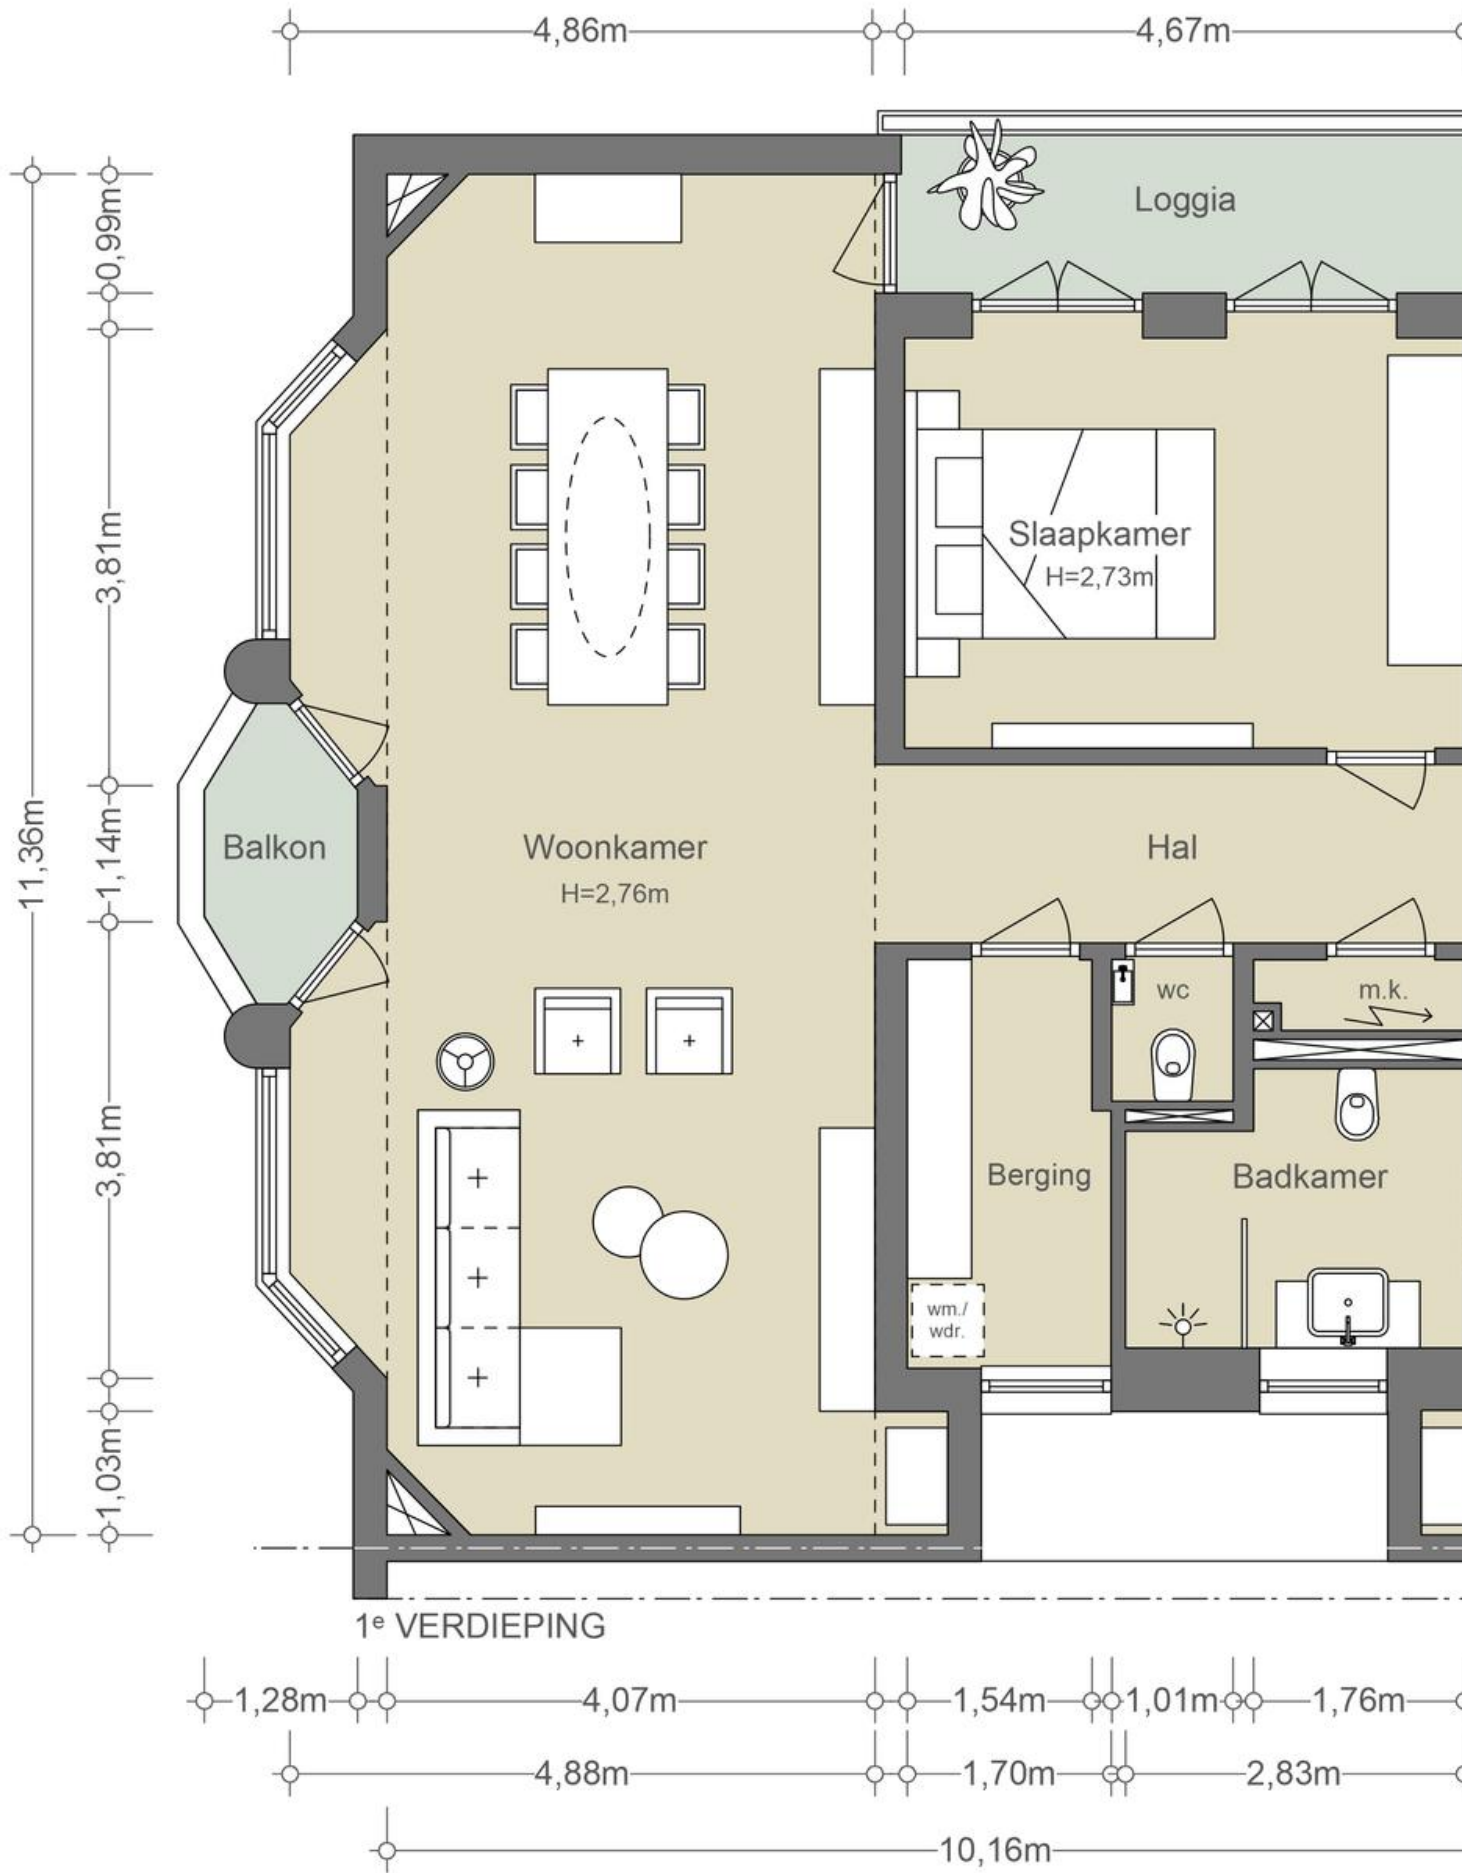 4,86m
4,67m
Loggia
0,99m
3,81m
Slaapkamer
H=2,73m
11,36m
1,14m
Balkon
Woonkamer
H=2,76m
Hal
wc
m.k.
3,81m
Berging
Badkamer
wm./
wdr.
1,03m
1e VERDIEPING
1,28m
4,07m
1,54m
1,01m
1,76m
4,88m
1,70m
2,83m
10,16m